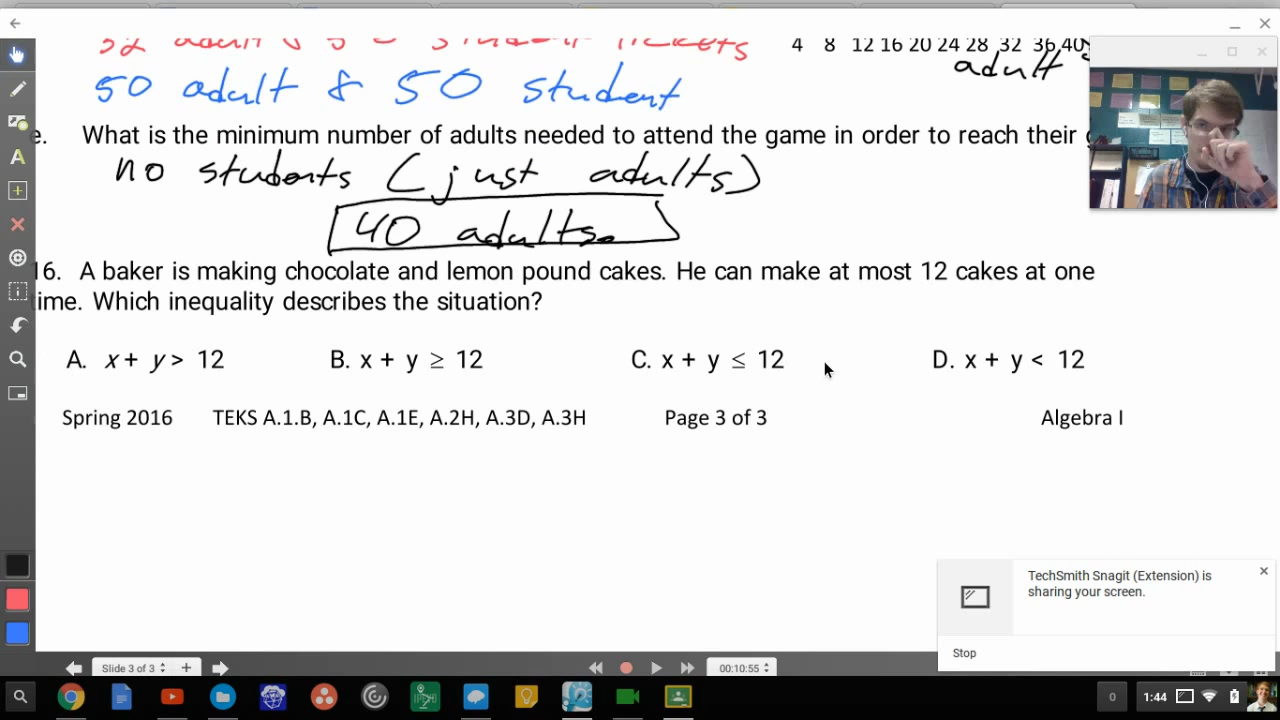 32 adult & student tickets
4 8 12 16 20 24 28 32 36 40
adult
50 adult & 50 student
e. What is the minimum number of adults needed to attend the game in order to reach their
no students (just adults)
40 adults.
16. A baker is making chocolate and lemon pound cakes. He can make at most 12 cakes at one
time. Which inequality describes the situation?
A. x + y > 12 B. x + y ≥ 12 C. x + y ≤ 12 D. x + y < 12
Spring 2016 TEKS A.1.B, A.1C, A.1E, A.2H, A.3D, A.3H Page 3 of 3 Algebra I
TechSmith Snagit (Extension) is
sharing your screen.
Stop
Slide 3 of 3
00:10:55
0 1:44